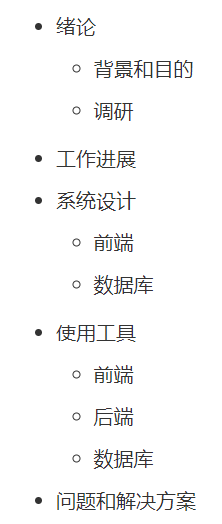 绪论
背景和目的
调研
工作进展
系统设计
前端
数据库
使用工具
前端
后端
数据库
问题和解决方案